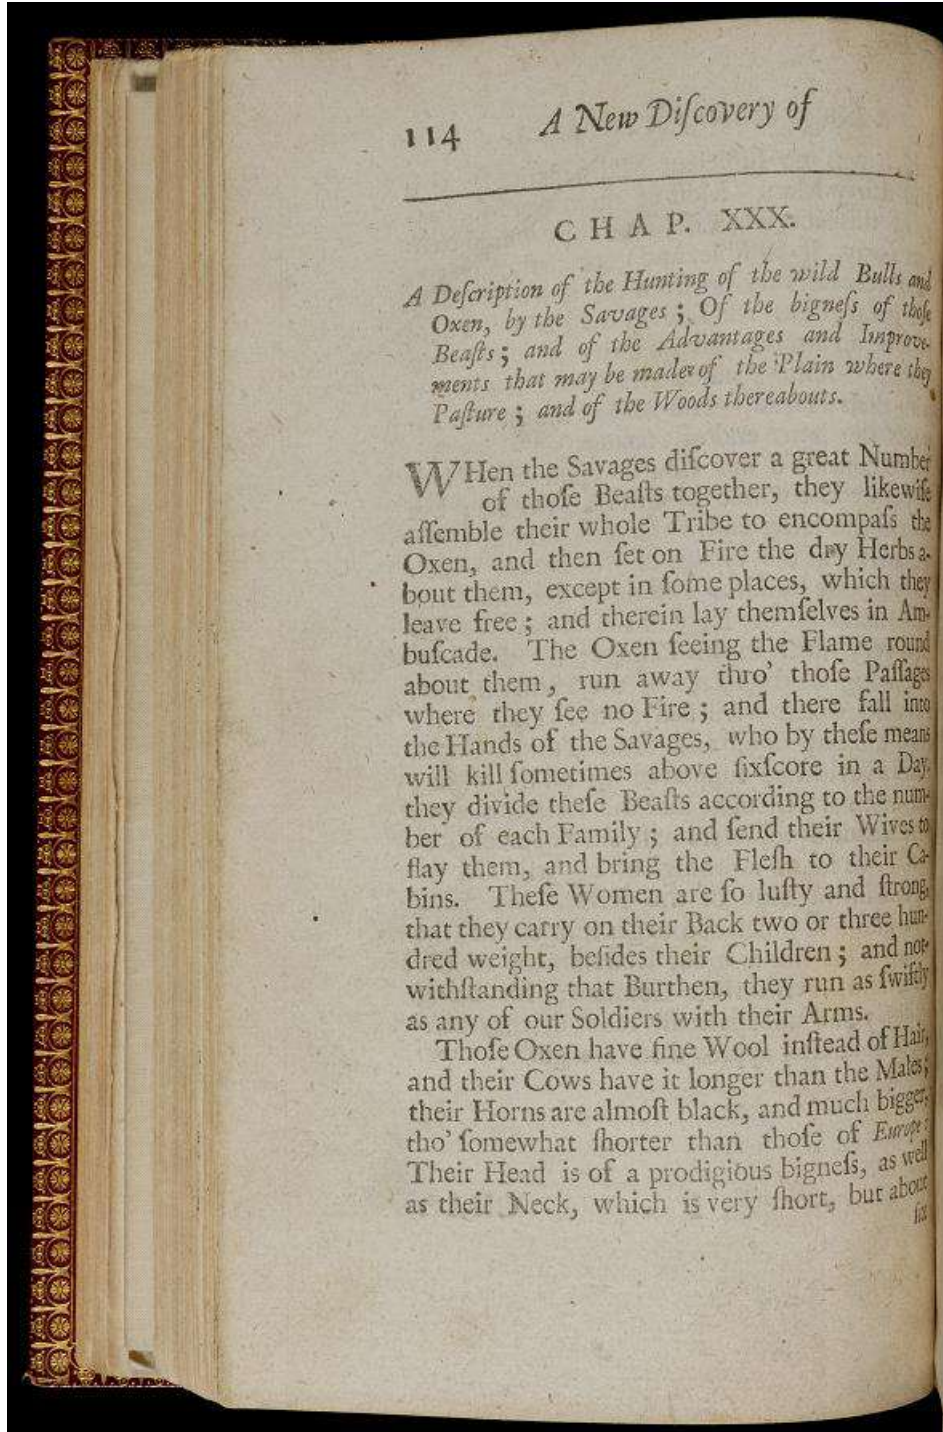 114 A New Diſcovery of
CHAP. XXX.
A Deſcription of the Hunting of the wild Bulls and
Oxen, by the Savages; Of the bigneſs of thoſe
Beaſts; and of the Advantages and Improve-
ments that may be made of the Plain where they
Paſture; and of the Woods thereabouts.
WHen the Savages diſcover a great Number
of thoſe Beaſts together, they likewiſe
aſſemble their whole Tribe to encompaſs the
Oxen, and then ſet on Fire the dry Herbs a-
bout them, except in ſome places, which they
leave free; and therein lay themſelves in Am-
buſcade. The Oxen ſeeing the Flame round
about them, run away thro' thoſe Paſſages
where they ſee no Fire; and there fall into
the Hands of the Savages, who by theſe means
will kill ſometimes above ſixſcore in a Day.
they divide theſe Beaſts according to the num-
ber of each Family; and ſend their Wives to
flay them, and bring the Fleſh to their Ca-
bins. Theſe Women are ſo luſty and ſtrong,
that they carry on their Back two or three hun-
dred weight, beſides their Children; and not-
withſtanding that Burthen, they run as ſwiftly
as any of our Soldiers with their Arms.
Thoſe Oxen have fine Wool inſtead of Hair,
and their Cows have it longer than the Males;
their Horns are almoſt black, and much bigger,
tho' ſomewhat ſhorter than thoſe of Europe:
Their Head is of a prodigious bigneſs, as well
as their Neck, which is very ſhort, but about
ſix